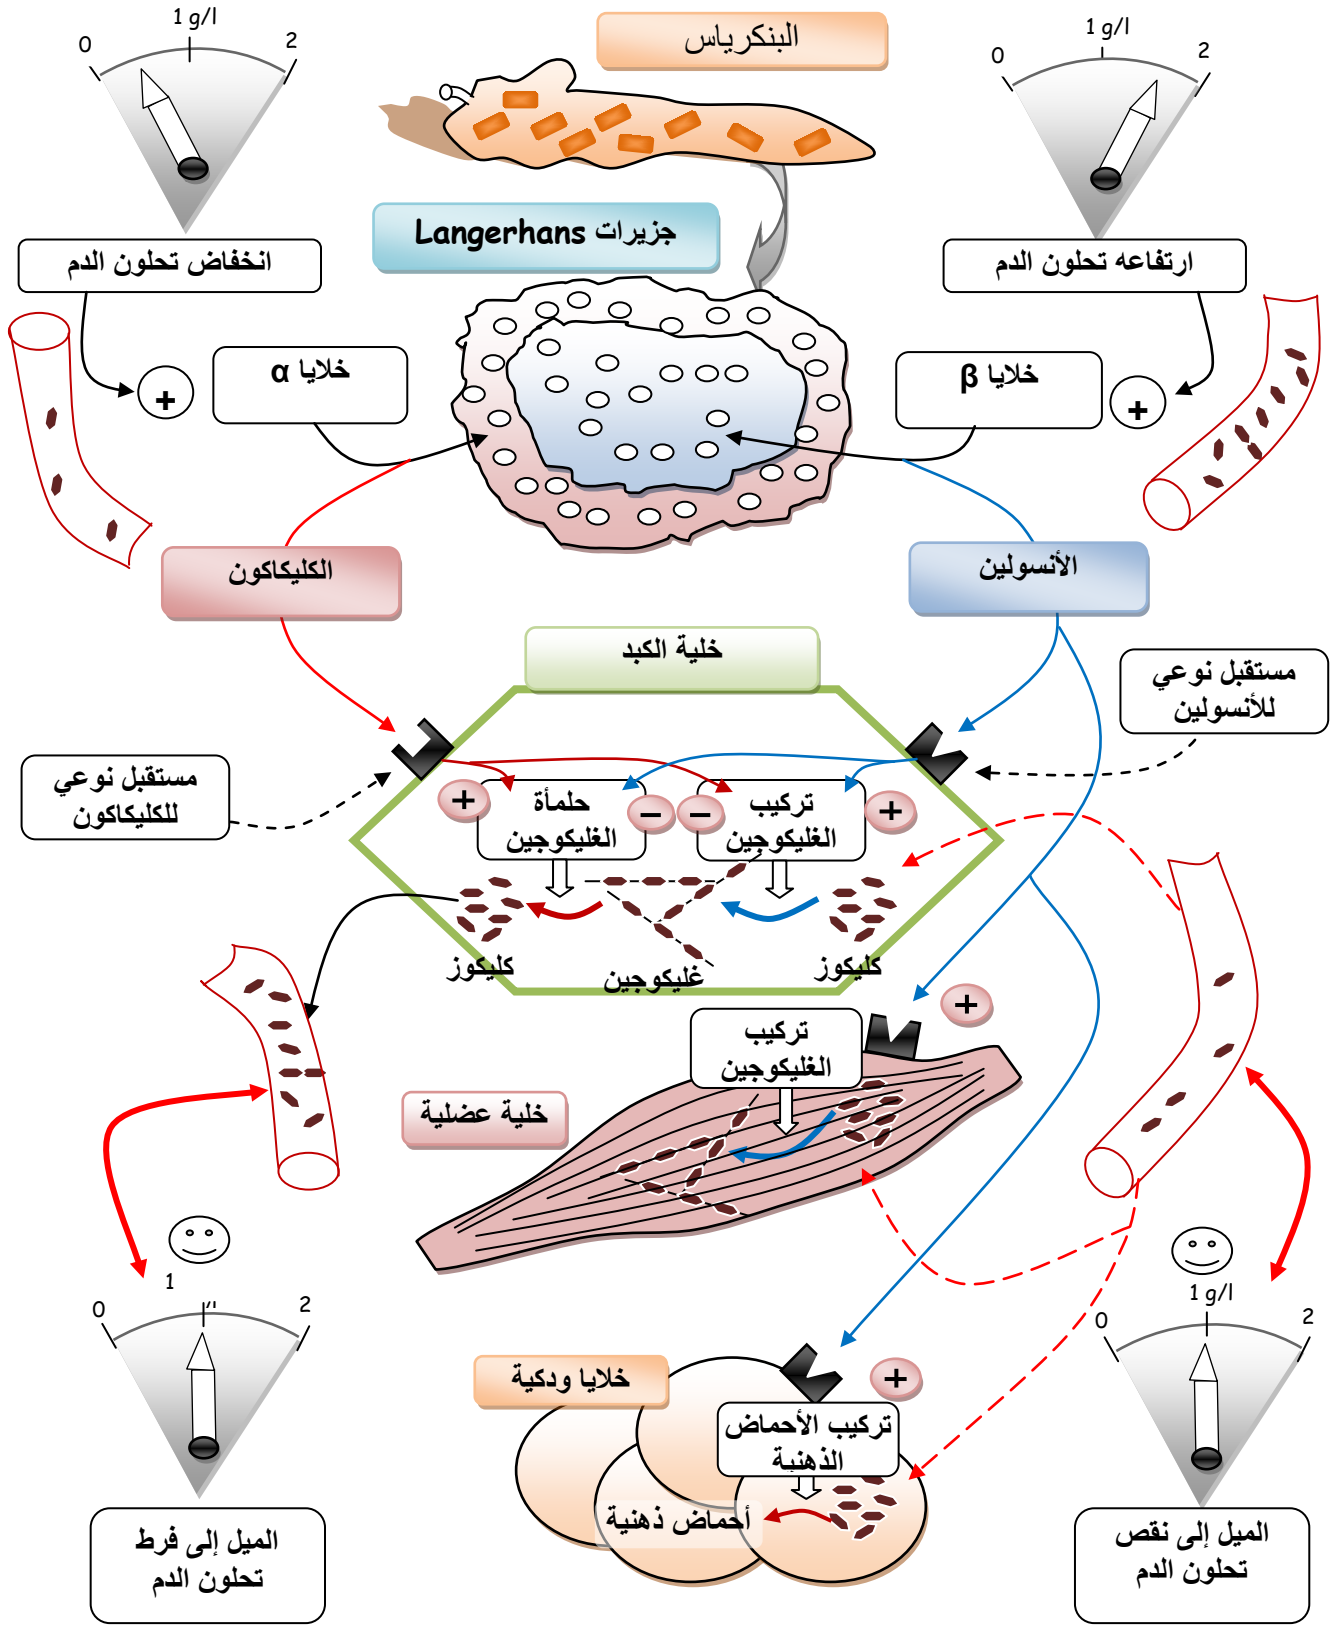 البنكرياس
0
1 g/l
2
0
1 g/l
2
جزيرات Langerhans
انخفاض تحلون الدم
ارتفاعه تحلون الدم
خلايا α
خلايا β
+
+
الكليكاكون
الأنسولين
خلية الكبد
مستقبل نوعي
للأنسولين
مستقبل نوعي
للكليكاكون
+
حلمأة
الغليكوجين
–
–
تركيب
الغليكوجين
+
كليكوز
غليكوجين
كليكوز
+
تركيب
الغليكوجين
خلية عضلية
0
1
2
0
1 g/l
2
خلايا ودكية
+
تركيب الأحماض
الذهنية
أحماض ذهنية
الميل إلى فرط
تحلون الدم
الميل إلى نقص
تحلون الدم